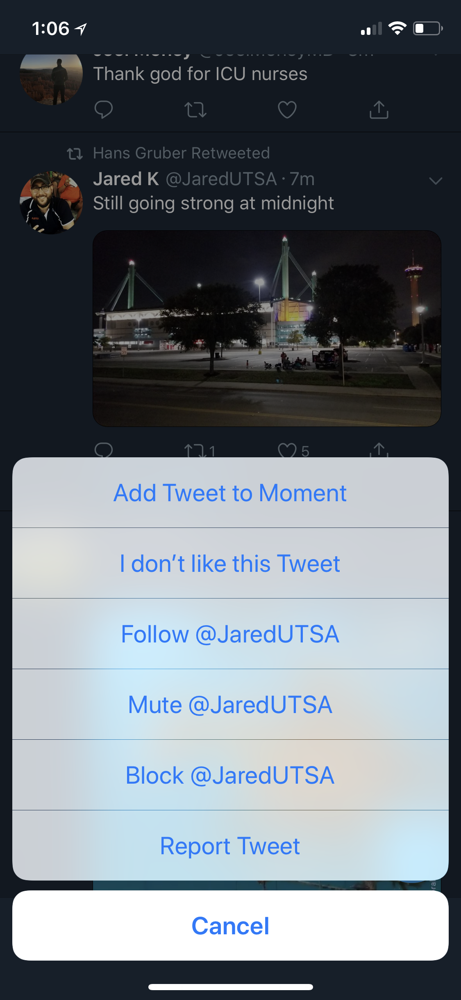 1:06
Thank god for ICU nurses
Hans Gruber Retweeted
Jared K @JaredUTSA · 7m
Still going strong at midnight
35
1
5
Add Tweet to Moment
I don’t like this Tweet
Follow @JaredUTSA
Mute @JaredUTSA
Block @JaredUTSA
Report Tweet
Cancel